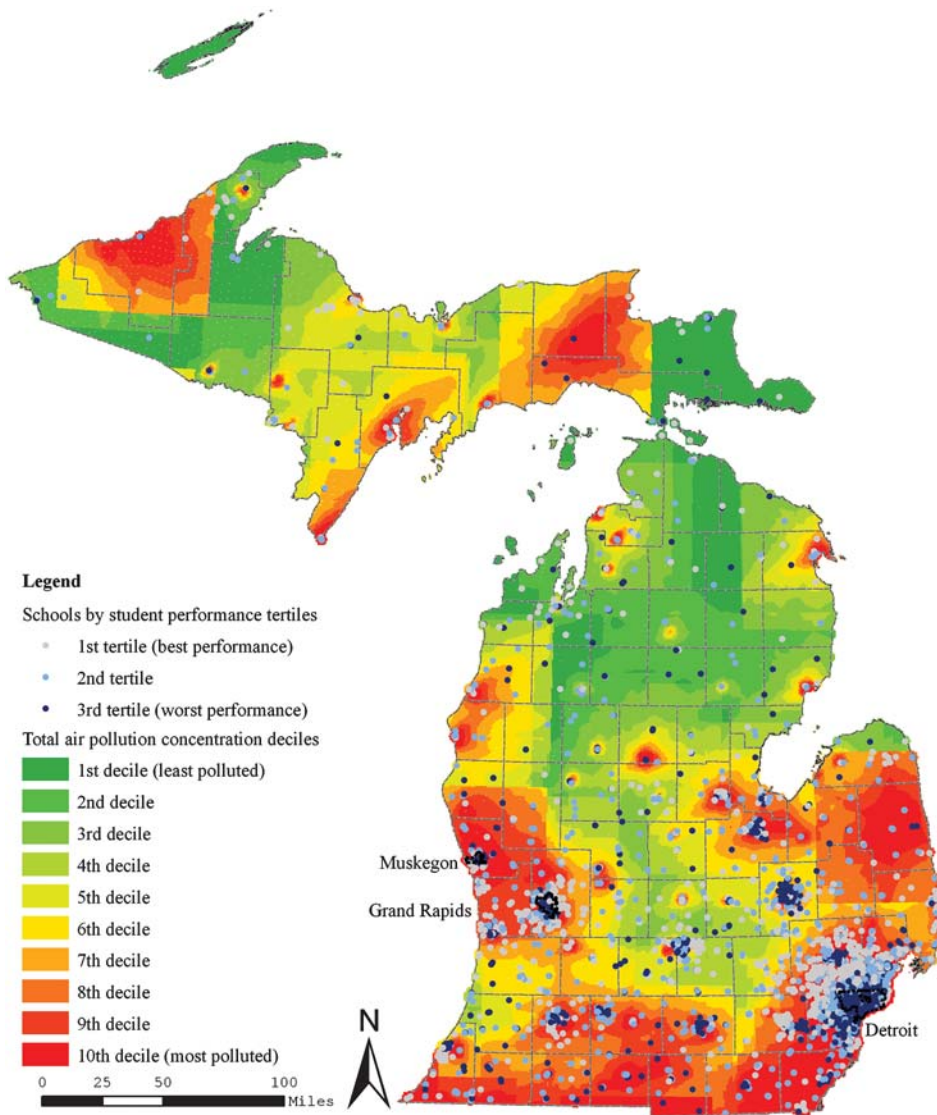 Legend
Schools by student performance tertiles
1st tertile (best performance)
2nd tertile
3rd tertile (worst performance)
Total air pollution concentration deciles
1st decile (least polluted)
2nd decile
3rd decile
4th decile
5th decile
6th decile
7th decile
8th decile
9th decile
10th decile (most polluted)
0 25 50 100
Miles
N
Muskegon
Grand Rapids
Detroit